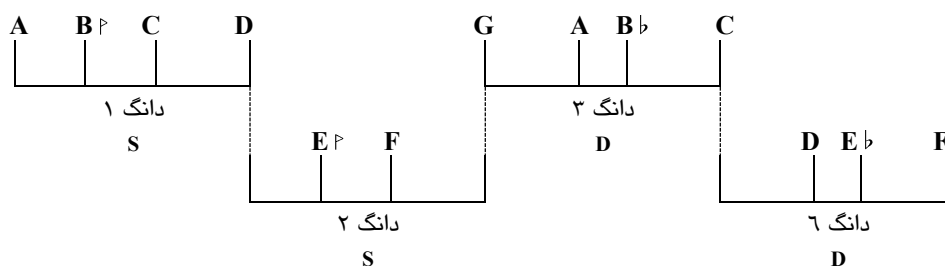 A B𝈬 C D G A B♭ C
دانگ ۱ دانگ ۳
S D
E𝈬 F D E♭ F
دانگ ۲ دانگ ٦
S D